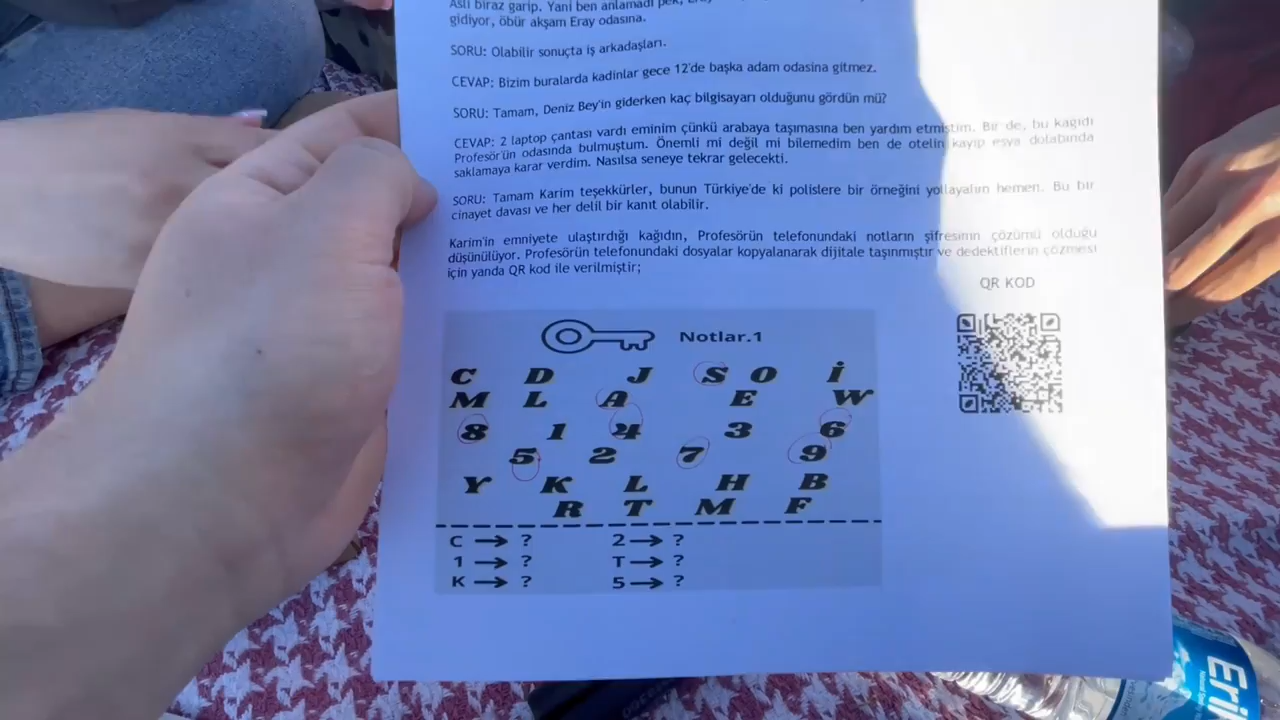 Aslı biraz garip. Yani ben anlamadı pek,
gidiyor, öbür akşam Eray odasına.
SORU: Olabilir sonuçta iş arkadaşları.
CEVAP: Bizim buralarda kadinlar gece 12'de başka adam odasina gitmez.
SORU: Tamam, Deniz Bey'in giderken kaç bilgisayarı olduğunu gördün mü?
CEVAP: 2 laptop çantası vardı eminim çünkü arabaya taşımasına ben yardım etmiştim. Bir de, bu kağıdı
Profesör'ün odasında bulmuştum. Önemli mi değil mi bilemedim ben de otelin kayıp eşya dolabında
saklamaya karar verdim. Nasılsa seneye tekrar gelecekti.
SORU: Tamam Karim teşekkürler, bunun Türkiye'de ki polislere bir örneğini yollayalım hemen. Bu bir
cinayet davası ve her delil bir kanıt olabilir.
Karim'in emniyete ulaştırdığı kağıdın, Profesörün telefonundaki notların şifresinin çözümü olduğu
düşünülüyor. Profesörün telefonundaki dosyalar kopyalanarak dijitale taşınmıştır ve dedektiflerin çözmesi
için yanda QR kod ile verilmiştir;
QR KOD
Notlar.1
C D J S O İ
M L A E W
8 1 4 3 6
5 2 7 9
Y K L H B
R T M F
C → ? 2 → ?
1 → ? T → ?
K → ? 5 → ?
Eri